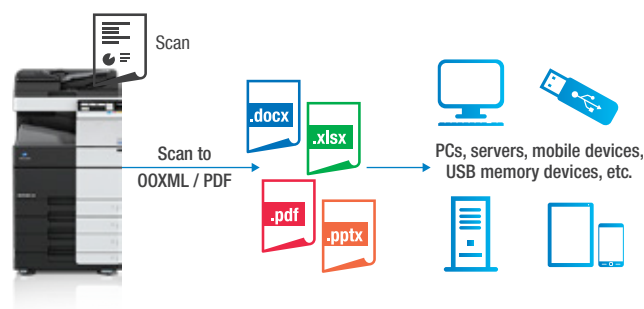 Scan
Scan to
OOXML / PDF
.docx
.xlsx
.pdf
.pptx
PCs, servers, mobile devices,
USB memory devices, etc.